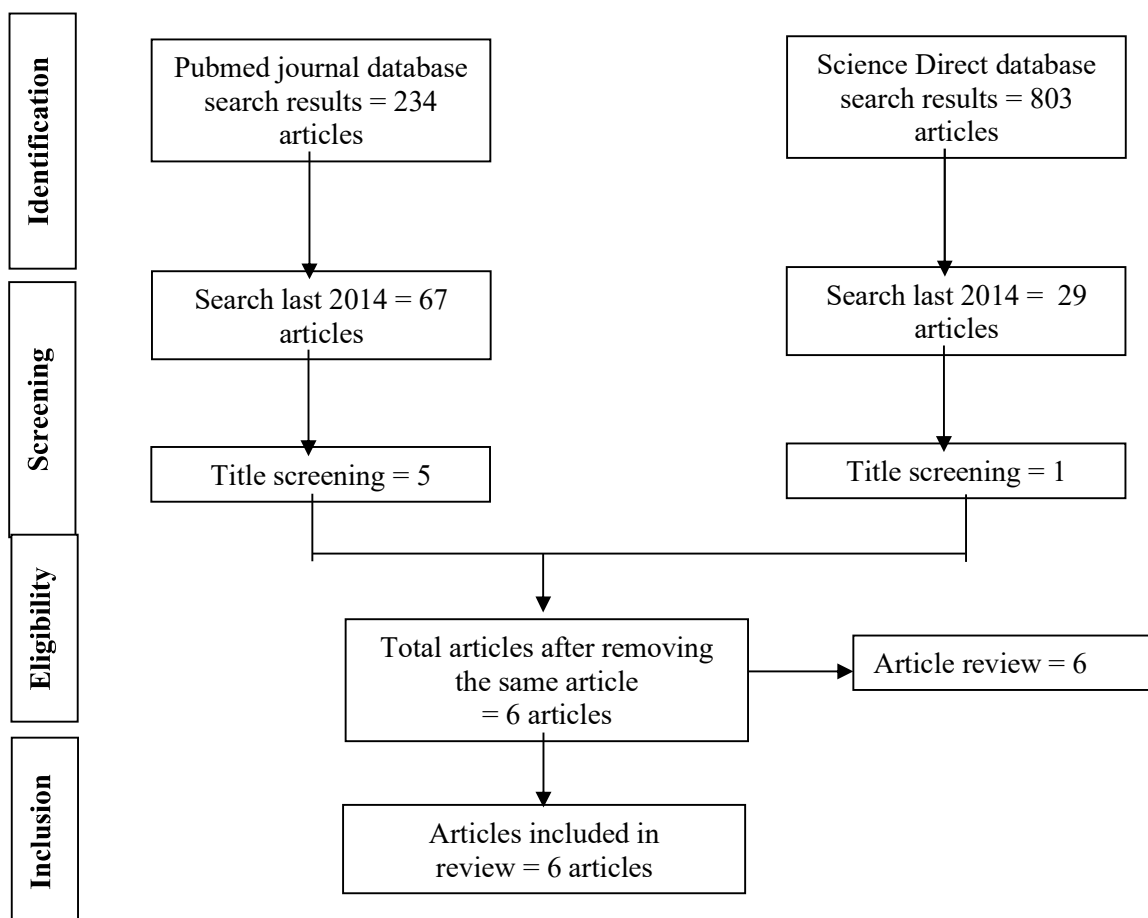 Identification
Pubmed journal database
search results = 234
articles
Science Direct database
search results = 803
articles
Screening
Search last 2014 = 67
articles
Search last 2014 =  29
articles
Title screening = 5
Title screening = 1
Eligibility
Total articles after removing
the same article
= 6 articles
Article review = 6
Inclusion
Articles included in
review = 6 articles